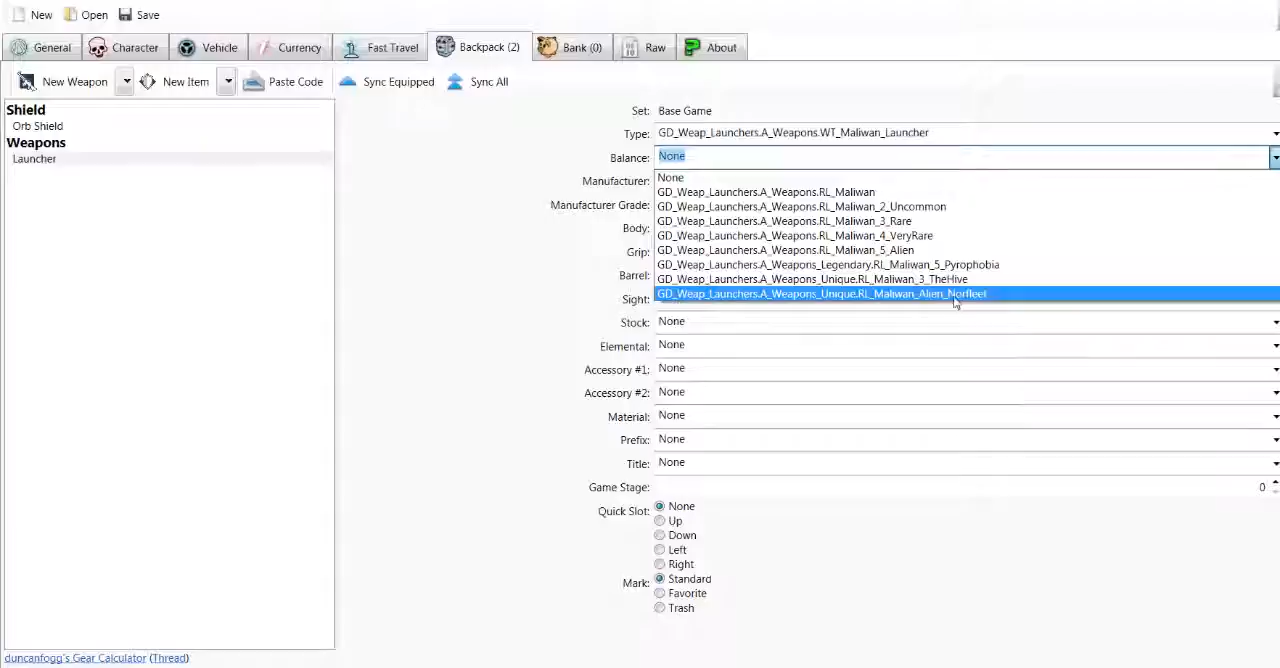 New Open Save
General Character Vehicle Currency Fast Travel Backpack (2) Bank (0) Raw About
New Weapon New Item Paste Code Sync Equipped Sync All
Shield
Orb Shield
Weapons
Launcher
Set: Base Game
Type: GD_Weap_Launchers.A_Weapons.WT_Maliwan_Launcher
Balance: None
None
Manufacturer:
GD_Weap_Launchers.A_Weapons.RL_Maliwan
Manufacturer Grade:
GD_Weap_Launchers.A_Weapons.RL_Maliwan_2_Uncommon
GD_Weap_Launchers.A_Weapons.RL_Maliwan_3_Rare
Body:
GD_Weap_Launchers.A_Weapons.RL_Maliwan_4_VeryRare
Grip:
GD_Weap_Launchers.A_Weapons.RL_Maliwan_5_Alien
GD_Weap_Launchers.A_Weapons_Legendary.RL_Maliwan_5_Pyrophobia
Barrel:
GD_Weap_Launchers.A_Weapons_Unique.RL_Maliwan_3_TheHive
Sight:
GD_Weap_Launchers.A_Weapons_Unique.RL_Maliwan_Alien_Norfleet
Stock: None
Elemental: None
Accessory #1: None
Accessory #2: None
Material: None
Prefix: None
Title: None
Game Stage: 0
Quick Slot: None
Up
Down
Left
Right
Mark: Standard
Favorite
Trash
duncanfogg's Gear Calculator (Thread)